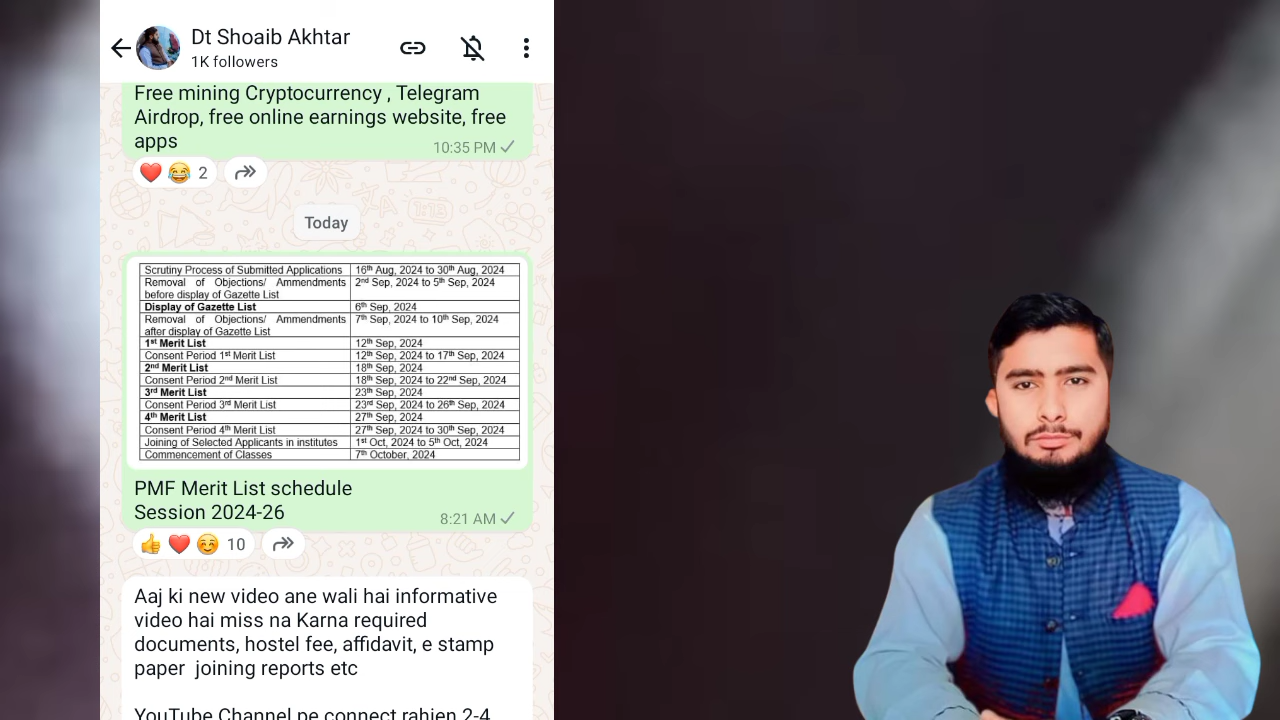 Dt Shoaib Akhtar
1K followers
Free mining Cryptocurrency , Telegram
Airdrop, free online earnings website, free
apps
10:35 PM
2
Today
Scrutiny Process of Submitted Applications 16th Aug, 2024 to 30th Aug, 2024
Removal of Objections/ Ammendments 2nd Sep, 2024 to 5th Sep, 2024
before display of Gazette List
Display of Gazette List 6th Sep, 2024
Removal of Objections/ Ammendments 7th Sep, 2024 to 10th Sep, 2024
after display of Gazette List
1st Merit List 12th Sep, 2024
Consent Period 1st Merit List 12th Sep, 2024 to 17th Sep, 2024
2nd Merit List 18th Sep, 2024
Consent Period 2nd Merit List 18th Sep, 2024 to 22nd Sep, 2024
3rd Merit List 23th Sep, 2024
Consent Period 3rd Merit List 23rd Sep, 2024 to 26th Sep, 2024
4th Merit List 27th Sep, 2024
Consent Period 4th Merit List 27th Sep, 2024 to 30th Sep, 2024
Joining of Selected Applicants in institutes 1st Oct, 2024 to 5th Oct, 2024
Commencement of Classes 7th October, 2024
PMF Merit List schedule
Session 2024-26
8:21 AM
10
Aaj ki new video ane wali hai informative
video hai miss na Karna required
documents, hostel fee, affidavit, e stamp
paper joining reports etc
YouTube Channel pe connect rahien 2-4